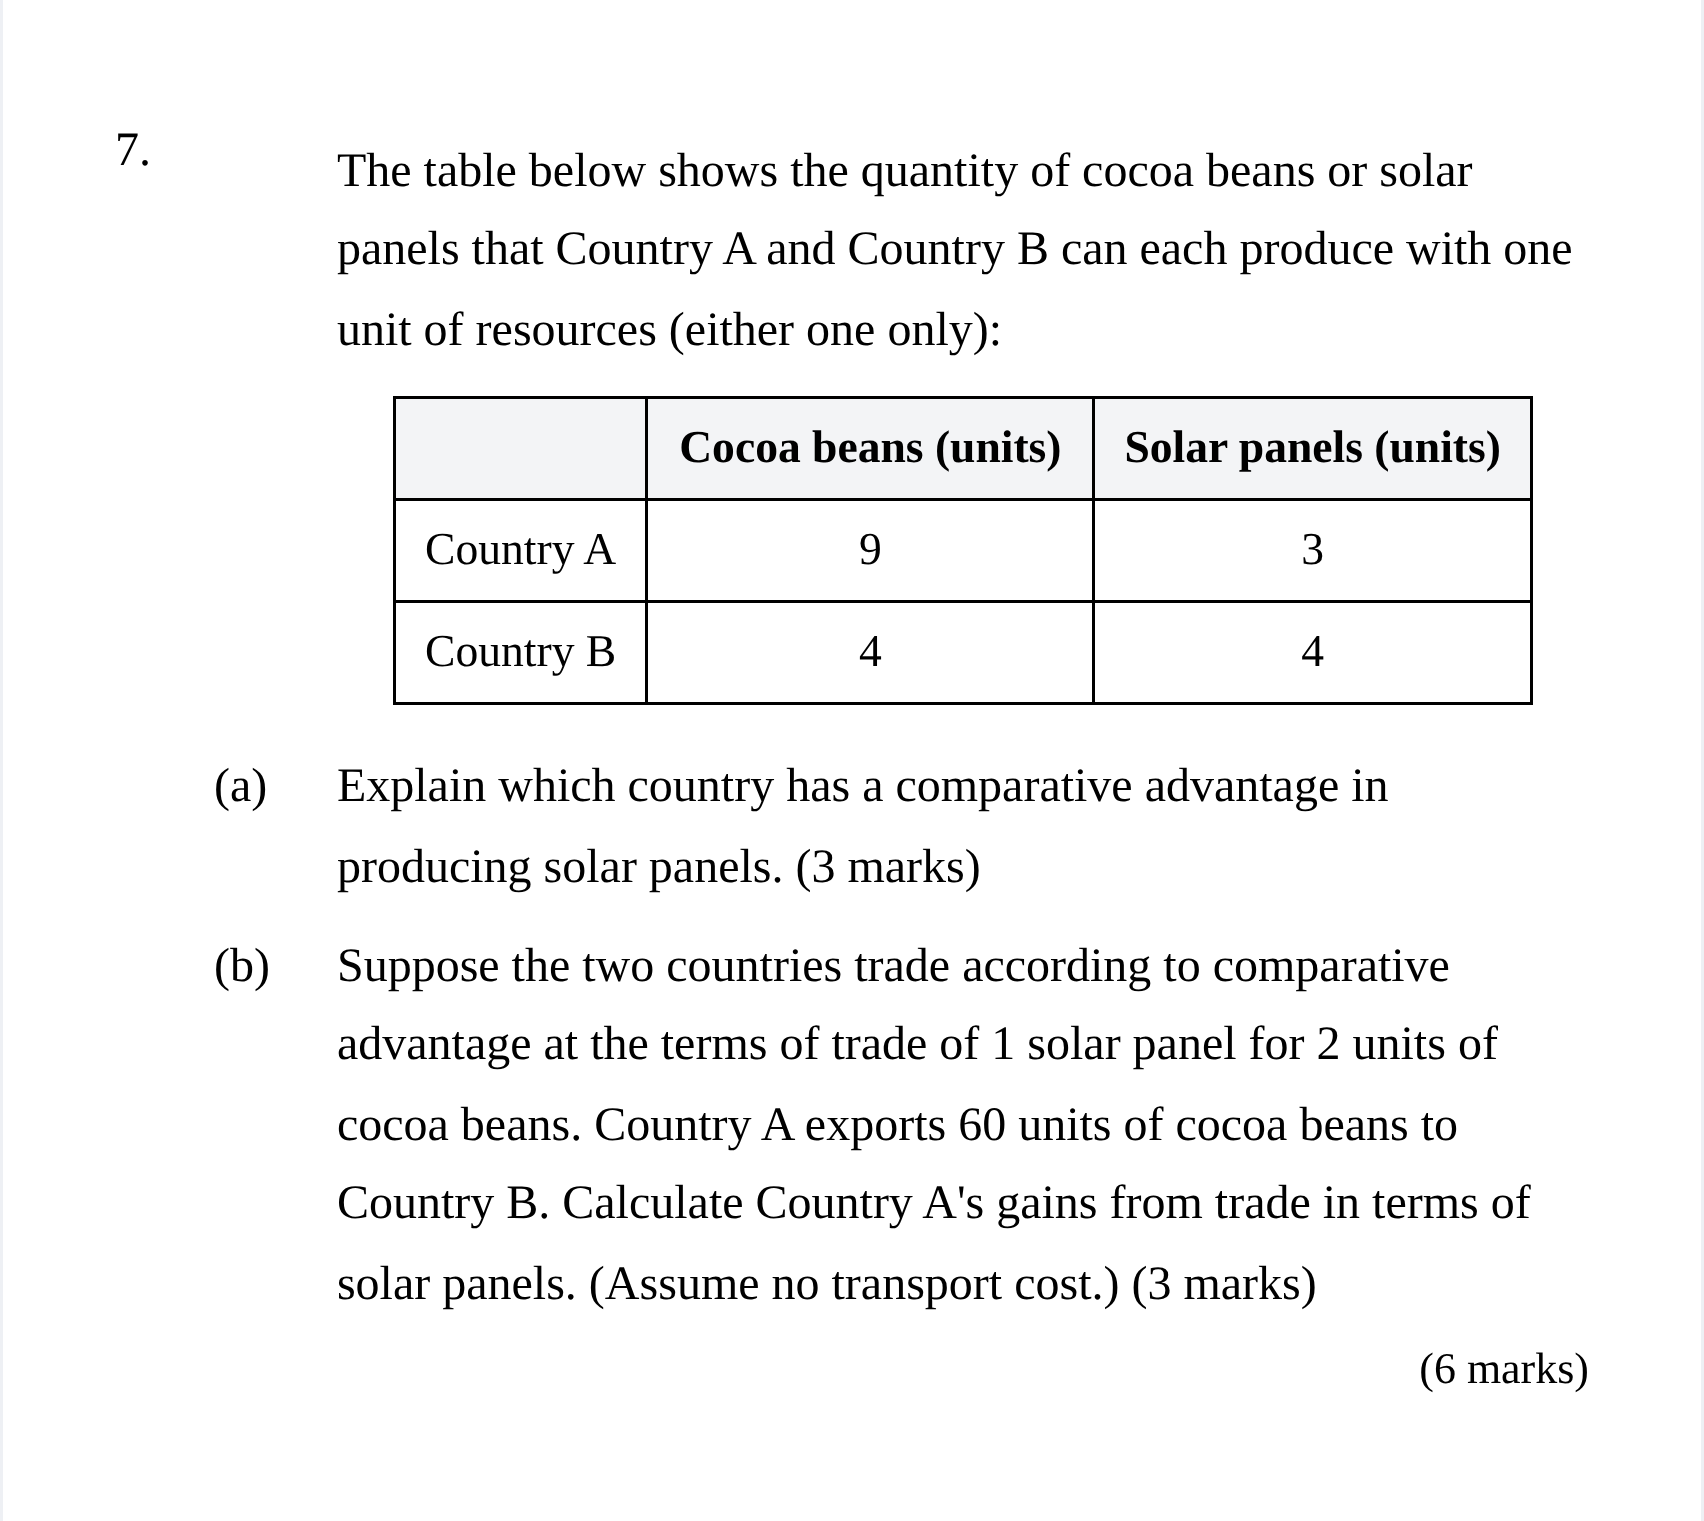 7.
The table below shows the quantity of cocoa beans or solar
panels that Country A and Country B can each produce with one
unit of resources (either one only):
Cocoa beans (units) Solar panels (units)
Country A 9 3
Country B 4 4
(a) Explain which country has a comparative advantage in
producing solar panels. (3 marks)
(b) Suppose the two countries trade according to comparative
advantage at the terms of trade of 1 solar panel for 2 units of
cocoa beans. Country A exports 60 units of cocoa beans to
Country B. Calculate Country A's gains from trade in terms of
solar panels. (Assume no transport cost.) (3 marks)
(6 marks)